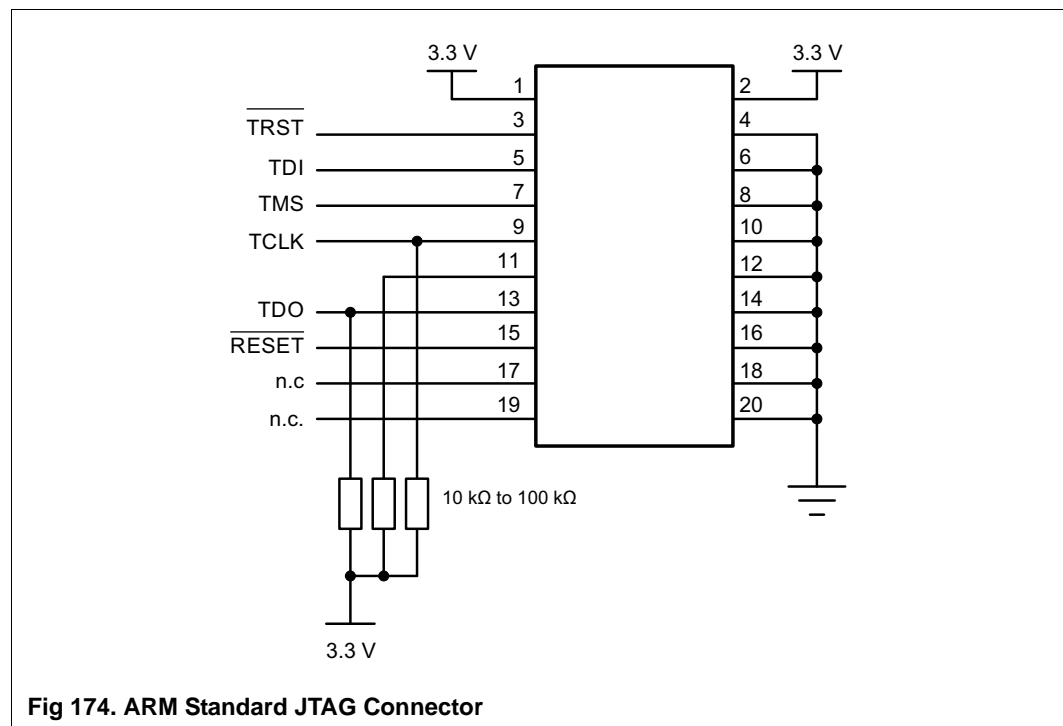 3.3 V 3.3 V
1 2
TRST 3 4
TDI 5 6
TMS 7 8
TCLK 9 10
11 12
TDO 13 14
RESET 15 16
n.c 17 18
n.c. 19 20
10 kΩ to 100 kΩ
3.3 V
Fig 174. ARM Standard JTAG Connector